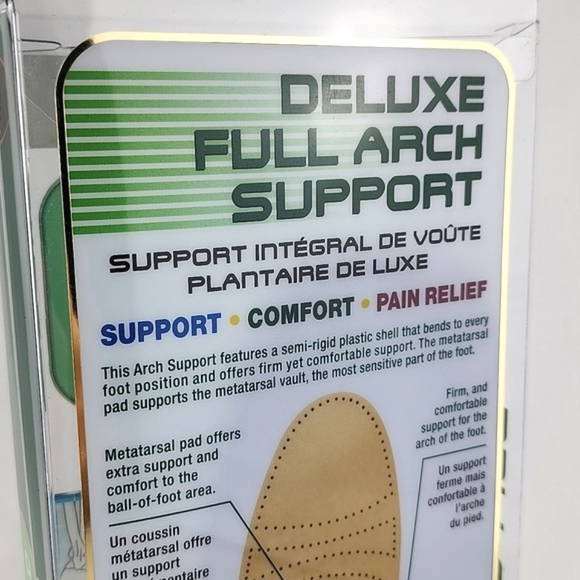 DELUXE
FULL ARCH
SUPPORT
SUPPORT INTÉGRAL DE VOÛTE
PLANTAIRE DE LUXE
SUPPORT • COMFORT • PAIN RELIEF
This Arch Support features a semi-rigid plastic shell that bends to every
foot position and offers firm yet comfortable support. The metatarsal
pad supports the metatarsal vault, the most sensitive part of the foot.
Metatarsal pad offers
extra support and
comfort to the
ball-of-foot area.
Un coussin
métatarsal offre
un support
Firm, and
comfortable
support for the
arch of the foot.
Un support
ferme mais
confortable à
l'arche
du pied.